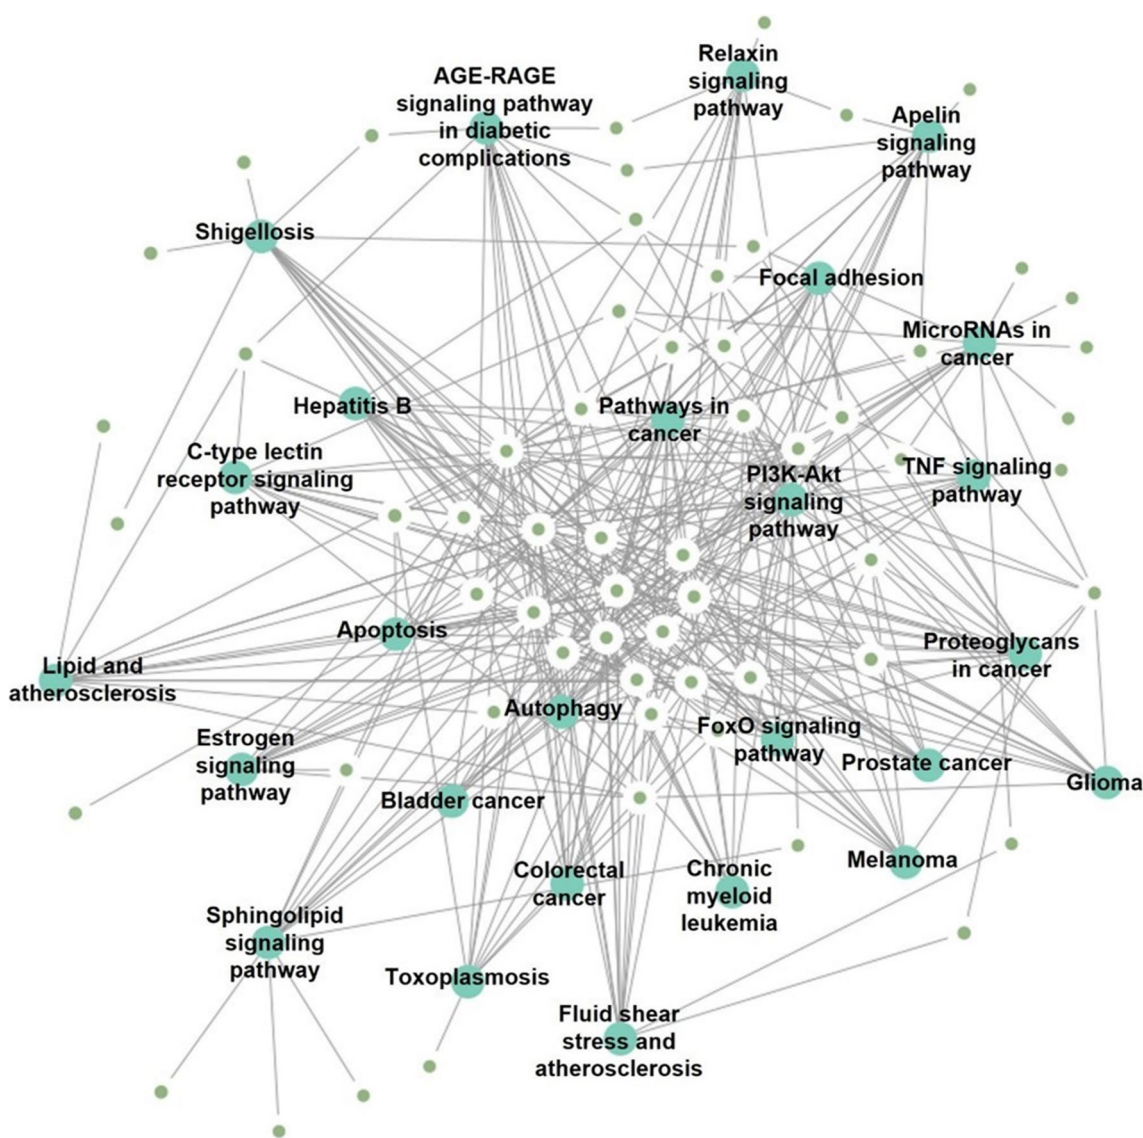 Relaxin
signaling
pathway
AGE-RAGE
signaling pathway
in diabetic
complications
Apelin
signaling
pathway
Shigellosis
Focal adhesion
MicroRNAs in
cancer
Hepatitis B
Pathways in
cancer
C-type lectin
receptor signaling
pathway
PI3K-Akt
signaling
pathway
TNF signaling
pathway
Apoptosis
Proteoglycans
in cancer
Lipid and
atherosclerosis
Autophagy
FoxO signaling
pathway
Estrogen
signaling
pathway
Prostate cancer
Glioma
Bladder cancer
Melanoma
Colorectal
cancer
Chronic
myeloid
leukemia
Sphingolipid
signaling
pathway
Toxoplasmosis
Fluid shear
stress and
atherosclerosis